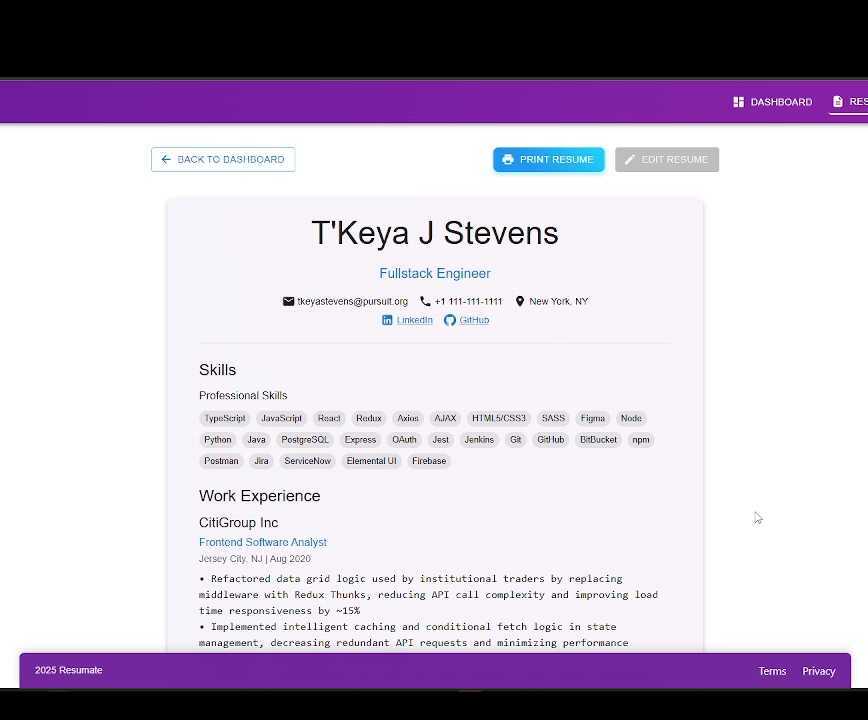 DASHBOARD RES
BACK TO DASHBOARD PRINT RESUME EDIT RESUME
T'Keya J Stevens
Fullstack Engineer
tkeyastevens@pursuit.org +1 111-111-1111 New York, NY
LinkedIn GitHub
Skills
Professional Skills
TypeScript JavaScript React Redux Axios AJAX HTML5/CSS3 SASS Figma Node
Python Java PostgreSQL Express OAuth Jest Jenkins Git GitHub BitBucket npm
Postman Jira ServiceNow Elemental UI Firebase
Work Experience
CitiGroup Inc
Frontend Software Analyst
Jersey City, NJ | Aug 2020
• Refactored data grid logic used by institutional traders by replacing
middleware with Redux Thunks, reducing API call complexity and improving load
time responsiveness by ~15%
• Implemented intelligent caching and conditional fetch logic in state
management, decreasing redundant API requests and minimizing performance
2025 Resumate Terms Privacy